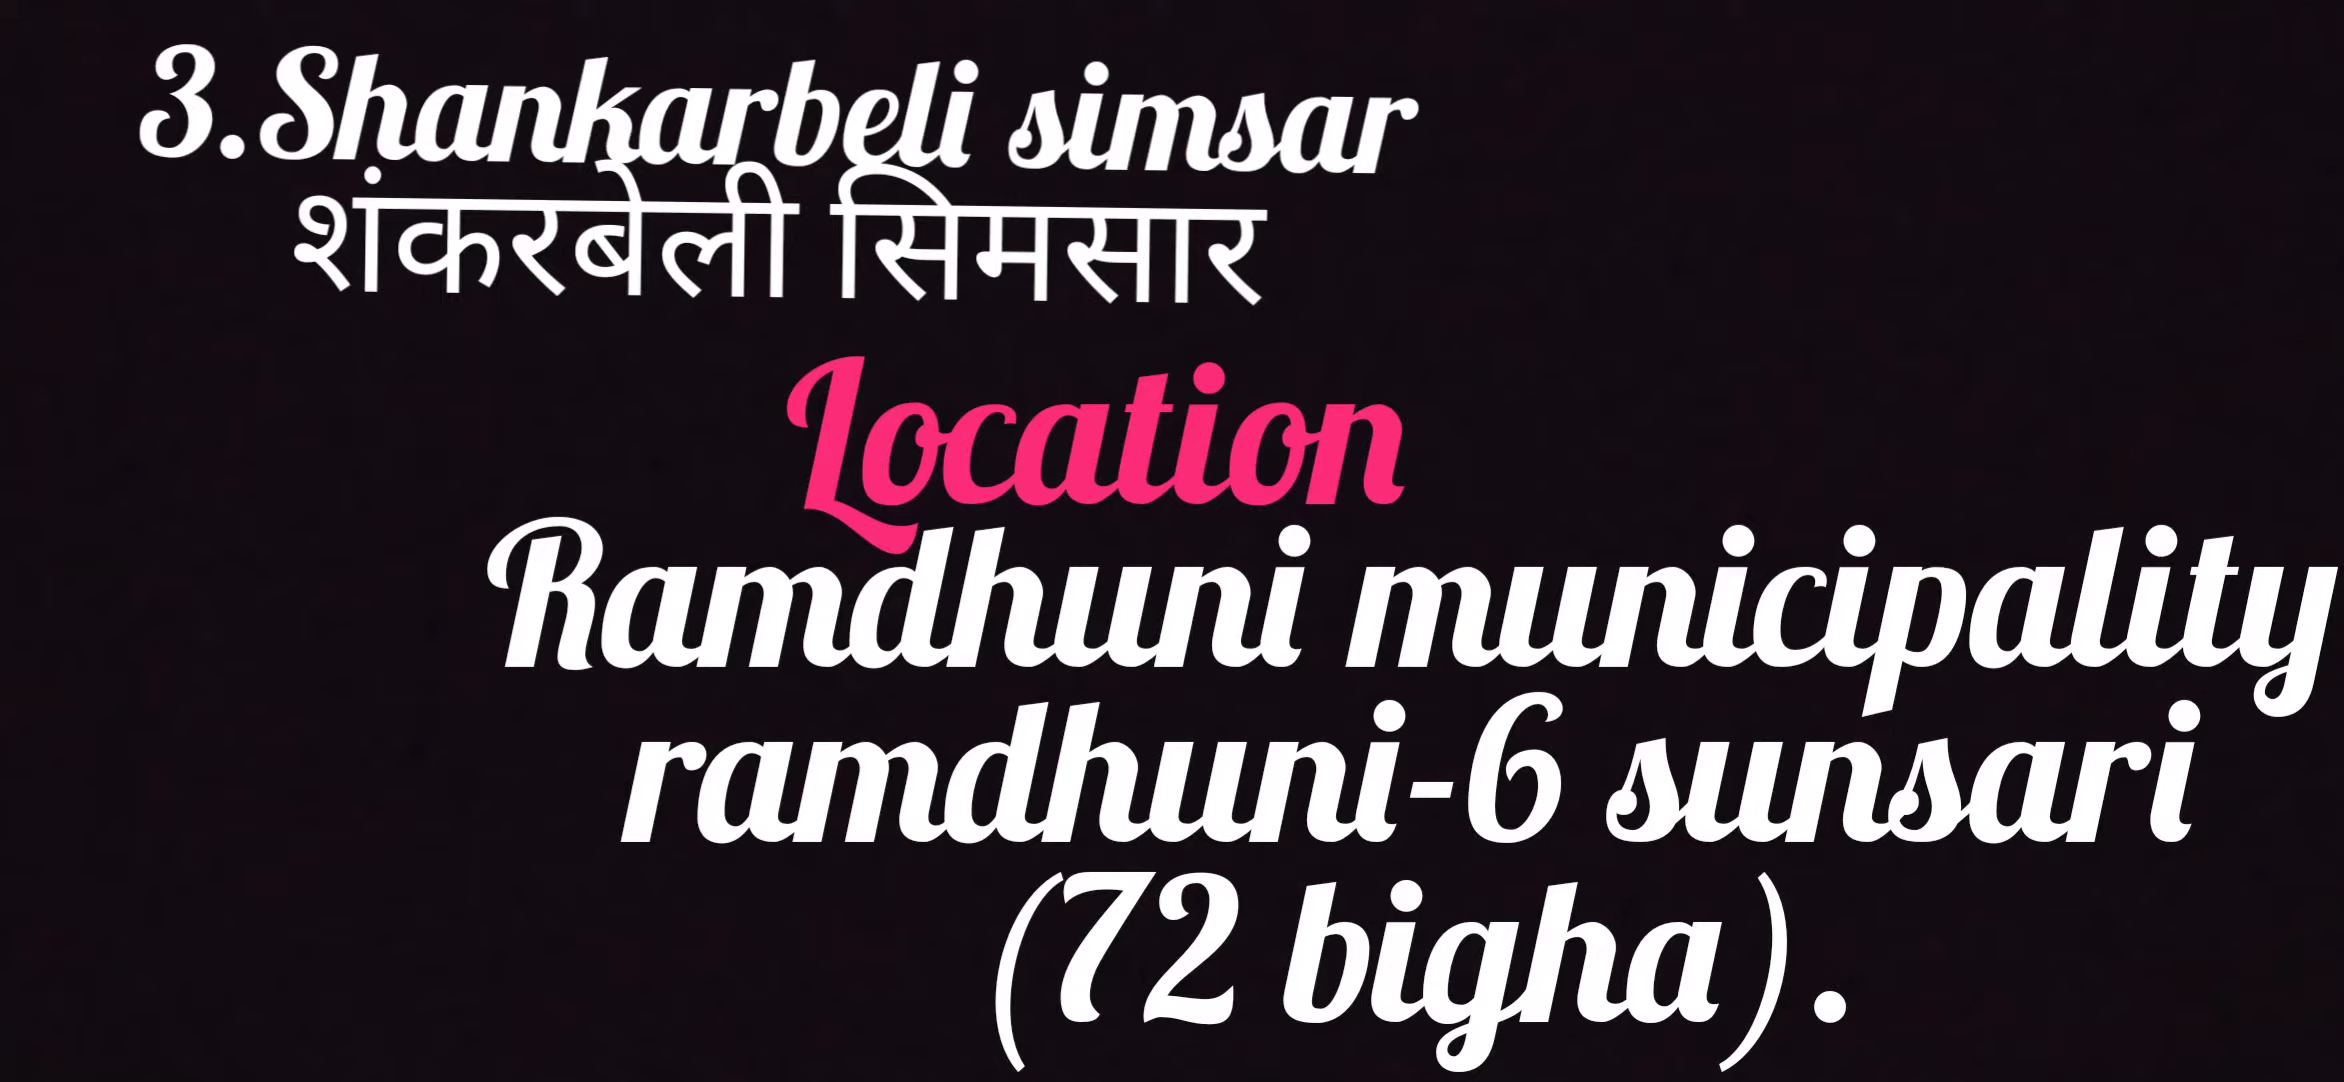 3.Shankarbeli simsar
शंकरबेली सिमसार
Location
Ramdhuni municipality
ramdhuni-6 sunsari
(72 bigha).